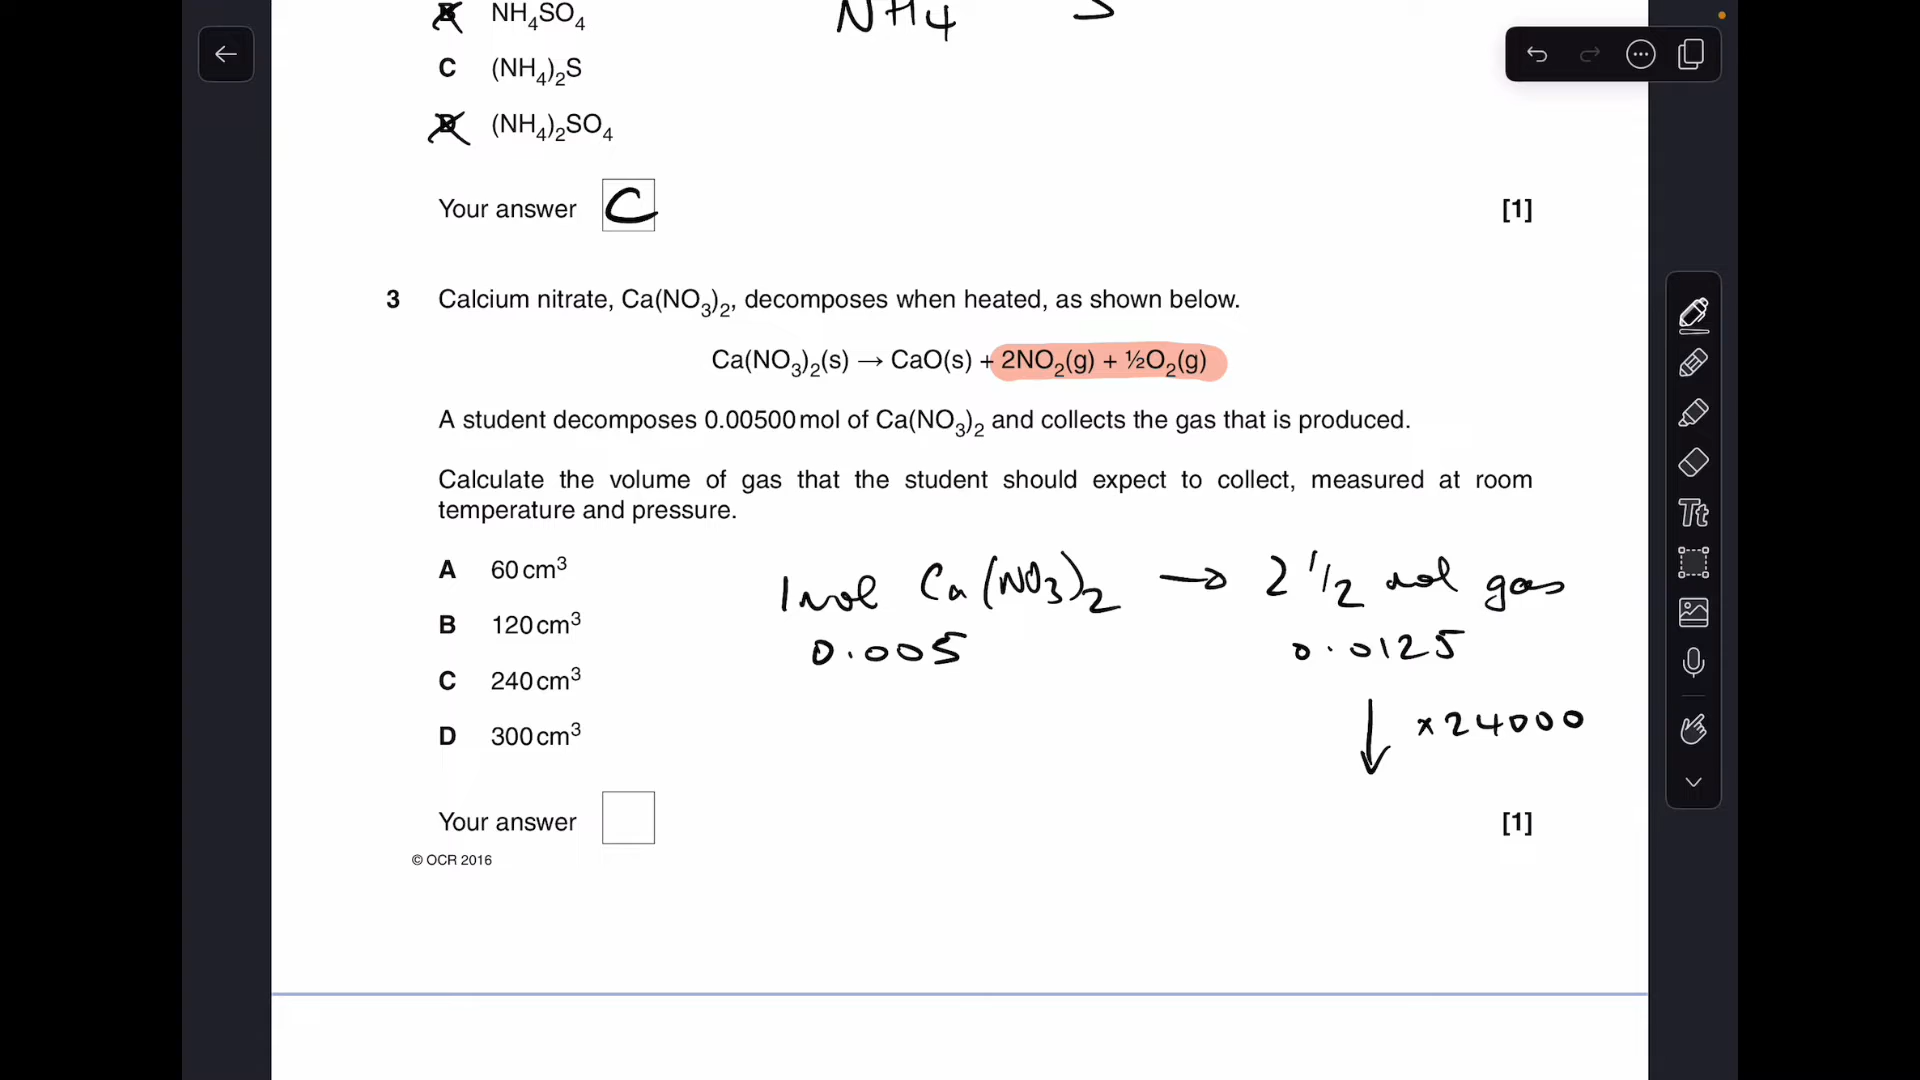 B NH₄SO₄
NH4 S
C (NH₄)₂S
D (NH₄)₂SO₄
Your answer C [1]
3 Calcium nitrate, Ca(NO₃)₂, decomposes when heated, as shown below.
Ca(NO₃)₂(s) → CaO(s) + 2NO₂(g) + ½O₂(g)
A student decomposes 0.00500 mol of Ca(NO₃)₂ and collects the gas that is produced.
Calculate the volume of gas that the student should expect to collect, measured at room
temperature and pressure.
A 60 cm³
B 120 cm³
C 240 cm³
D 300 cm³
1 mol Ca(NO3)2 → 2 1/2 mol gas
0.005 0.0125
↓ × 24000
Your answer [1]
© OCR 2016
Tt